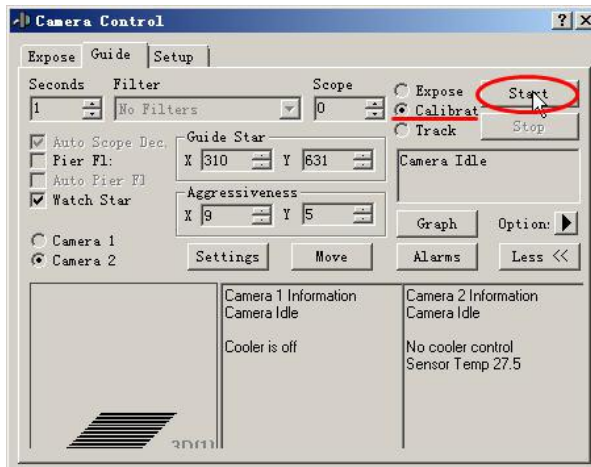 Camera Control
Expose Guide Setup
Seconds Filter Scope
1 No Filters 0
Expose
Calibrat
Track
Start
Stop
Auto Scope Dec.
Pier Fl:
Auto Pier Fl
Watch Star
Guide Star
X 310 Y 631
Aggressiveness
X 9 Y 5
Camera Idle
Graph Option:
Camera 1
Camera 2
Settings Move Alarms Less <<
Camera 1 Information
Camera Idle
Cooler is off
Camera 2 Information
Camera Idle
No cooler control
Sensor Temp 27.5